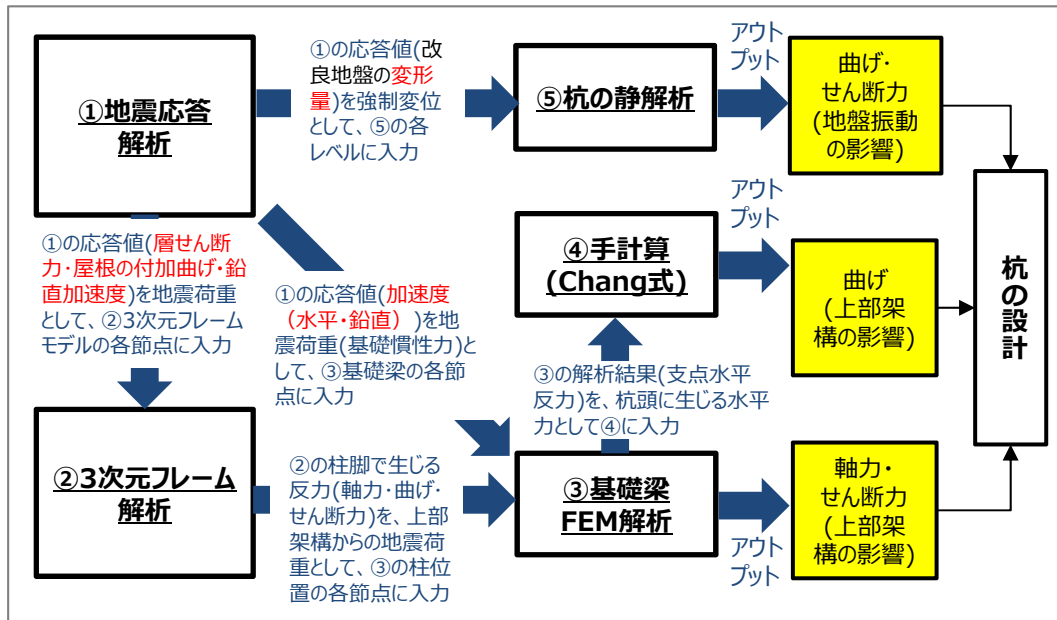 ①地震応答
解析
①の応答値(改
良地盤の変形
量)を強制変位
として、⑤の各
レベルに入力
⑤杭の静解析
アウト
プット
曲げ・
せん断力
(地盤振動
の影響)
①の応答値(層せん断
力・屋根の付加曲げ・鉛
直加速度)を地震荷重
として、②3次元フレーム
モデルの各節点に入力
①の応答値(加速度
(水平・鉛直）)を地
震荷重(基礎慣性力)と
して、③基礎梁の各節
点に入力
④手計算
(Chang式)
アウト
プット
曲げ
(上部架
構の影響)
杭の設計
③の解析結果(支点水平
反力)を、杭頭に生じる水平
力として④に入力
②3次元フレーム
解析
②の柱脚で生じる
反力(軸力・曲げ・
せん断力)を、上部
架構からの地震荷
重として、③の柱位
置の各節点に入力
③基礎梁
FEM解析
アウト
プット
軸力・
せん断力
(上部架
構の影響)